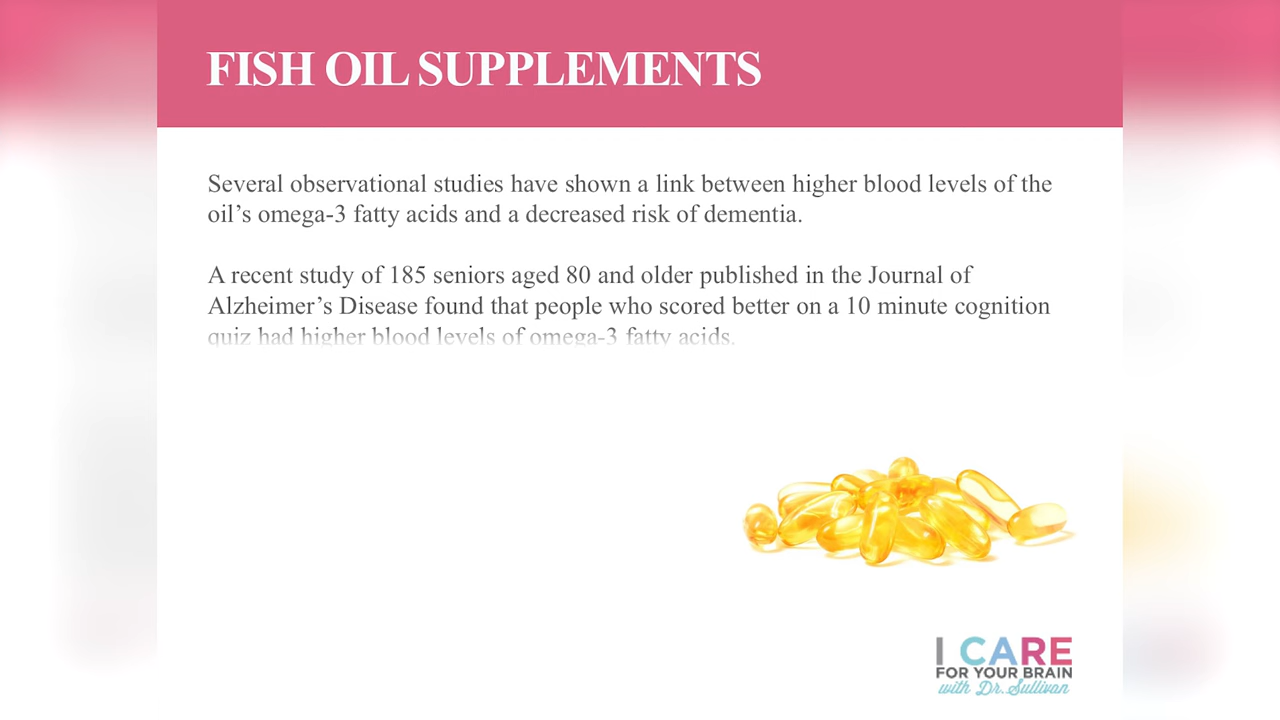 FISH OIL SUPPLEMENTS
Several observational studies have shown a link between higher blood levels of the
oil’s omega-3 fatty acids and a decreased risk of dementia.
A recent study of 185 seniors aged 80 and older published in the Journal of
Alzheimer’s Disease found that people who scored better on a 10 minute cognition
quiz had higher blood levels of omega-3 fatty acids.
I CARE
FOR YOUR BRAIN
with Dr. Sullivan